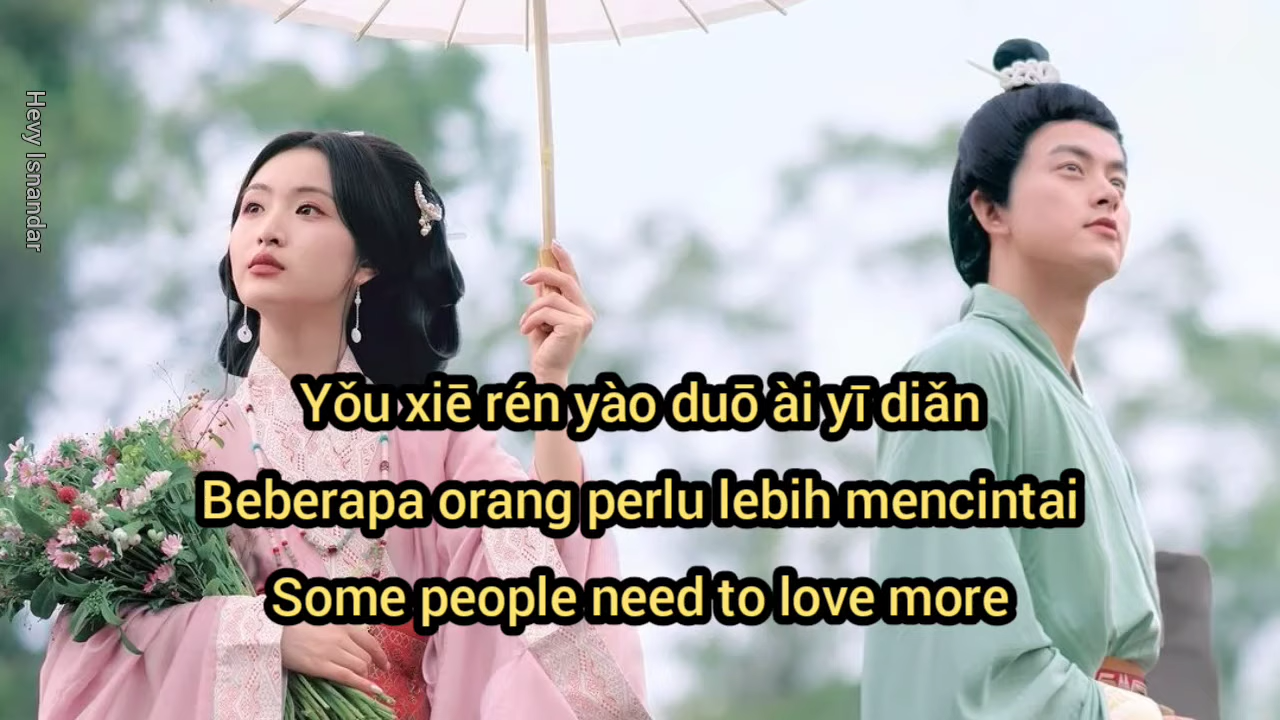 Hevy Isnandar
Yǒu xiē rén yào duō ài yī diǎn
Beberapa orang perlu lebih mencintai
Some people need to love more